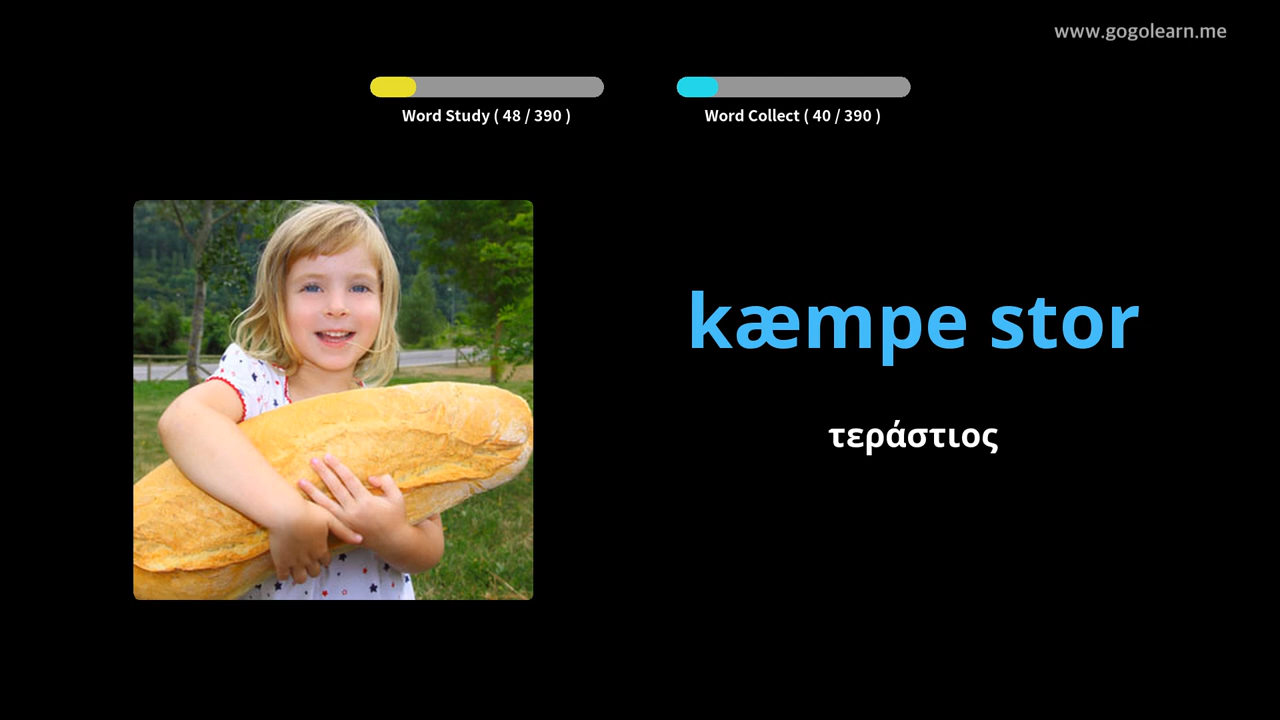 www.gogolearn.me
Word Study ( 48 / 390 )
Word Collect ( 40 / 390 )
kæmpe stor
τεράστιος